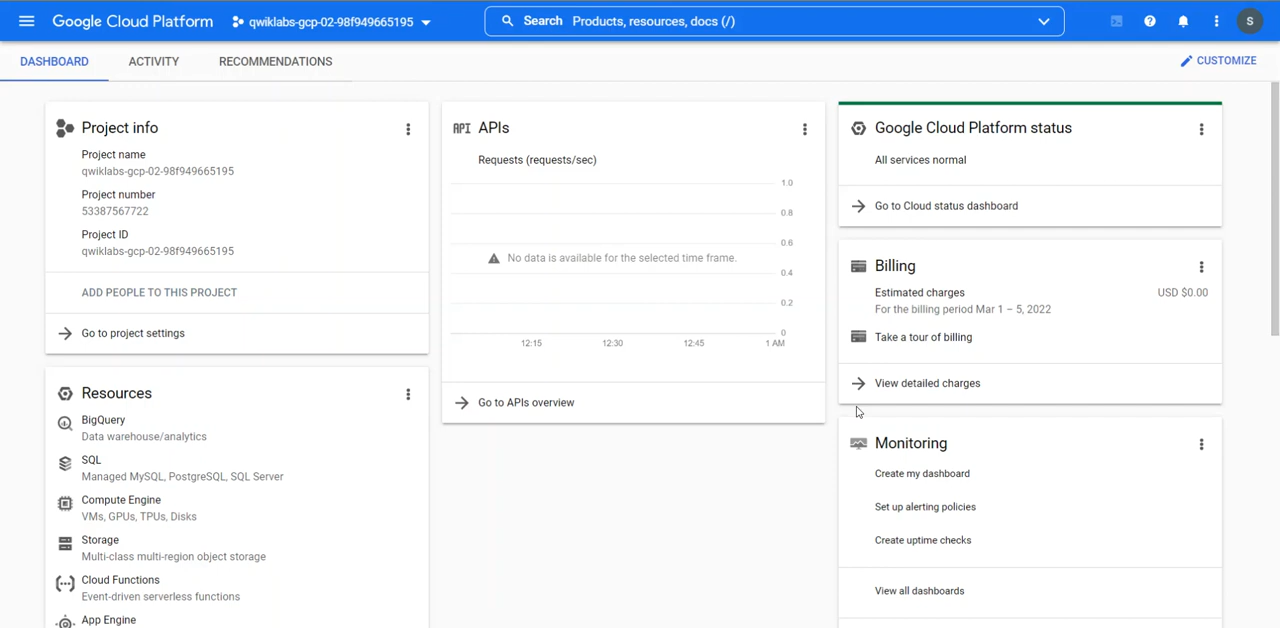 Google Cloud Platform
qwiklabs-gcp-02-98f949665195
Search Products, resources, docs (/)
S
DASHBOARD
ACTIVITY
RECOMMENDATIONS
CUSTOMIZE
Project info
Project name
qwiklabs-gcp-02-98f949665195
Project number
53387567722
Project ID
qwiklabs-gcp-02-98f949665195
ADD PEOPLE TO THIS PROJECT
Go to project settings
Resources
BigQuery
Data warehouse/analytics
SQL
Managed MySQL, PostgreSQL, SQL Server
Compute Engine
VMs, GPUs, TPUs, Disks
Storage
Multi-class multi-region object storage
Cloud Functions
Event-driven serverless functions
App Engine
API APIs
Requests (requests/sec)
1.0
0.8
0.6
No data is available for the selected time frame.
0.4
0.2
0
12:15 12:30 12:45 1 AM
Go to APIs overview
Google Cloud Platform status
All services normal
Go to Cloud status dashboard
Billing
Estimated charges USD $0.00
For the billing period Mar 1 – 5, 2022
Take a tour of billing
View detailed charges
Monitoring
Create my dashboard
Set up alerting policies
Create uptime checks
View all dashboards